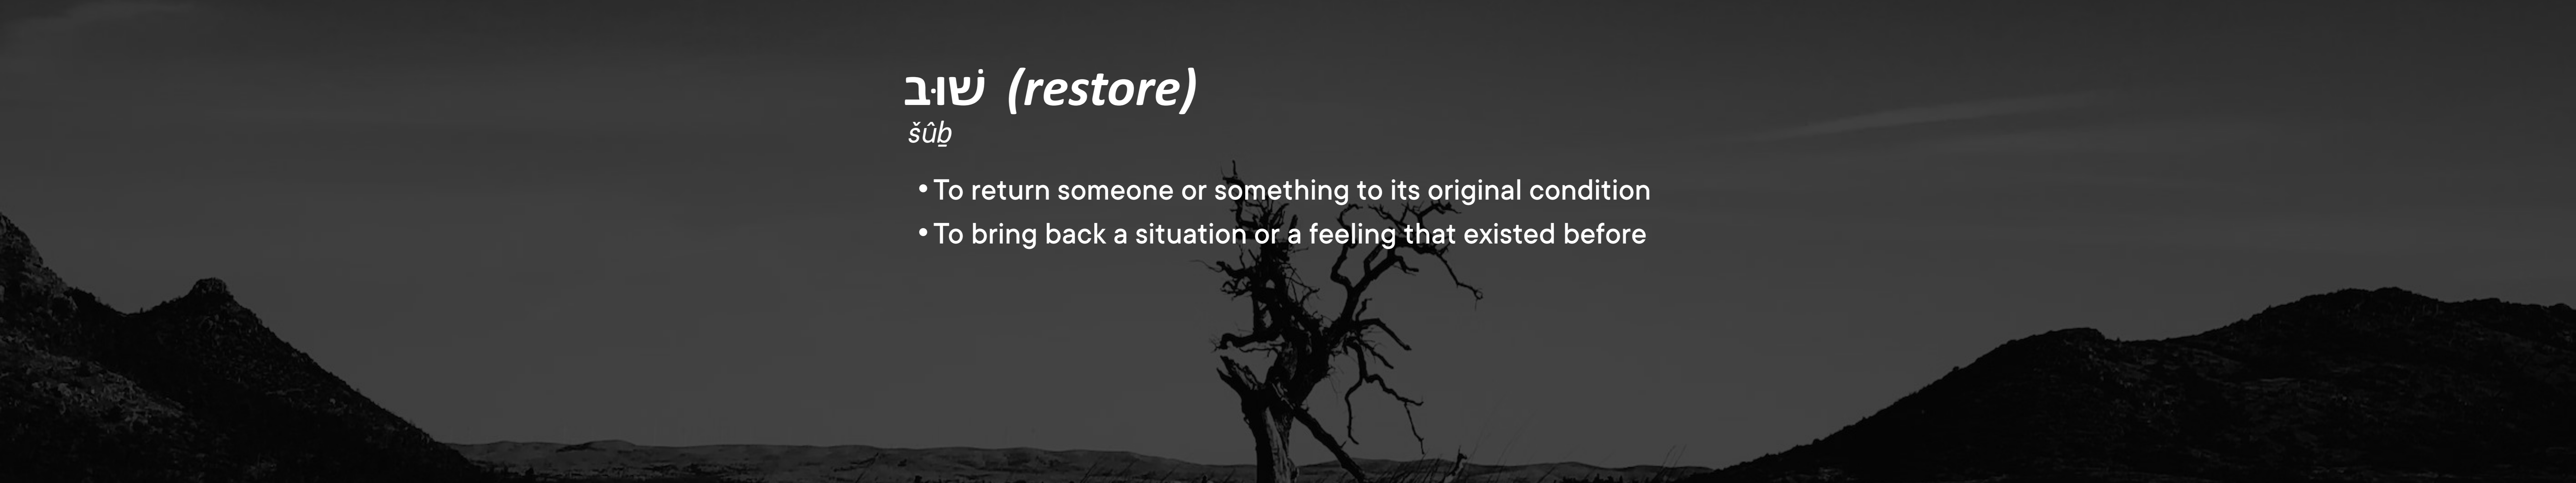 שׁוּב (restore)
šûḇ
• To return someone or something to its original condition
• To bring back a situation or a feeling that existed before